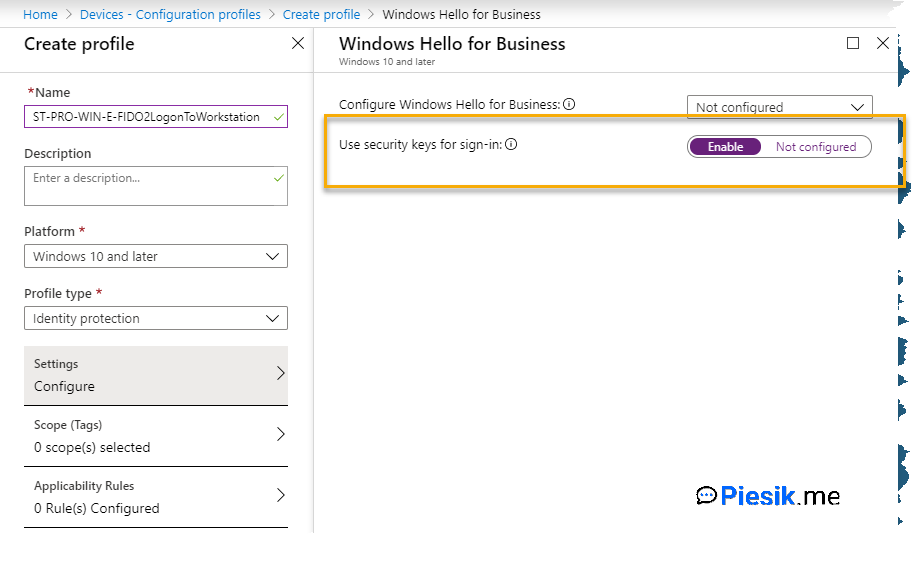 Home > Devices - Configuration profiles > Create profile > Windows Hello for Business
Create profile
*Name
ST-PRO-WIN-E-FIDO2LogonToWorkstation
Description
Enter a description...
Platform *
Windows 10 and later
Profile type *
Identity protection
Settings
Configure
Scope (Tags)
0 scope(s) selected
Applicability Rules
0 Rule(s) Configured
Windows Hello for Business
Windows 10 and later
Configure Windows Hello for Business:
Not configured
Use security keys for sign-in:
Enable Not configured
Piesik.me